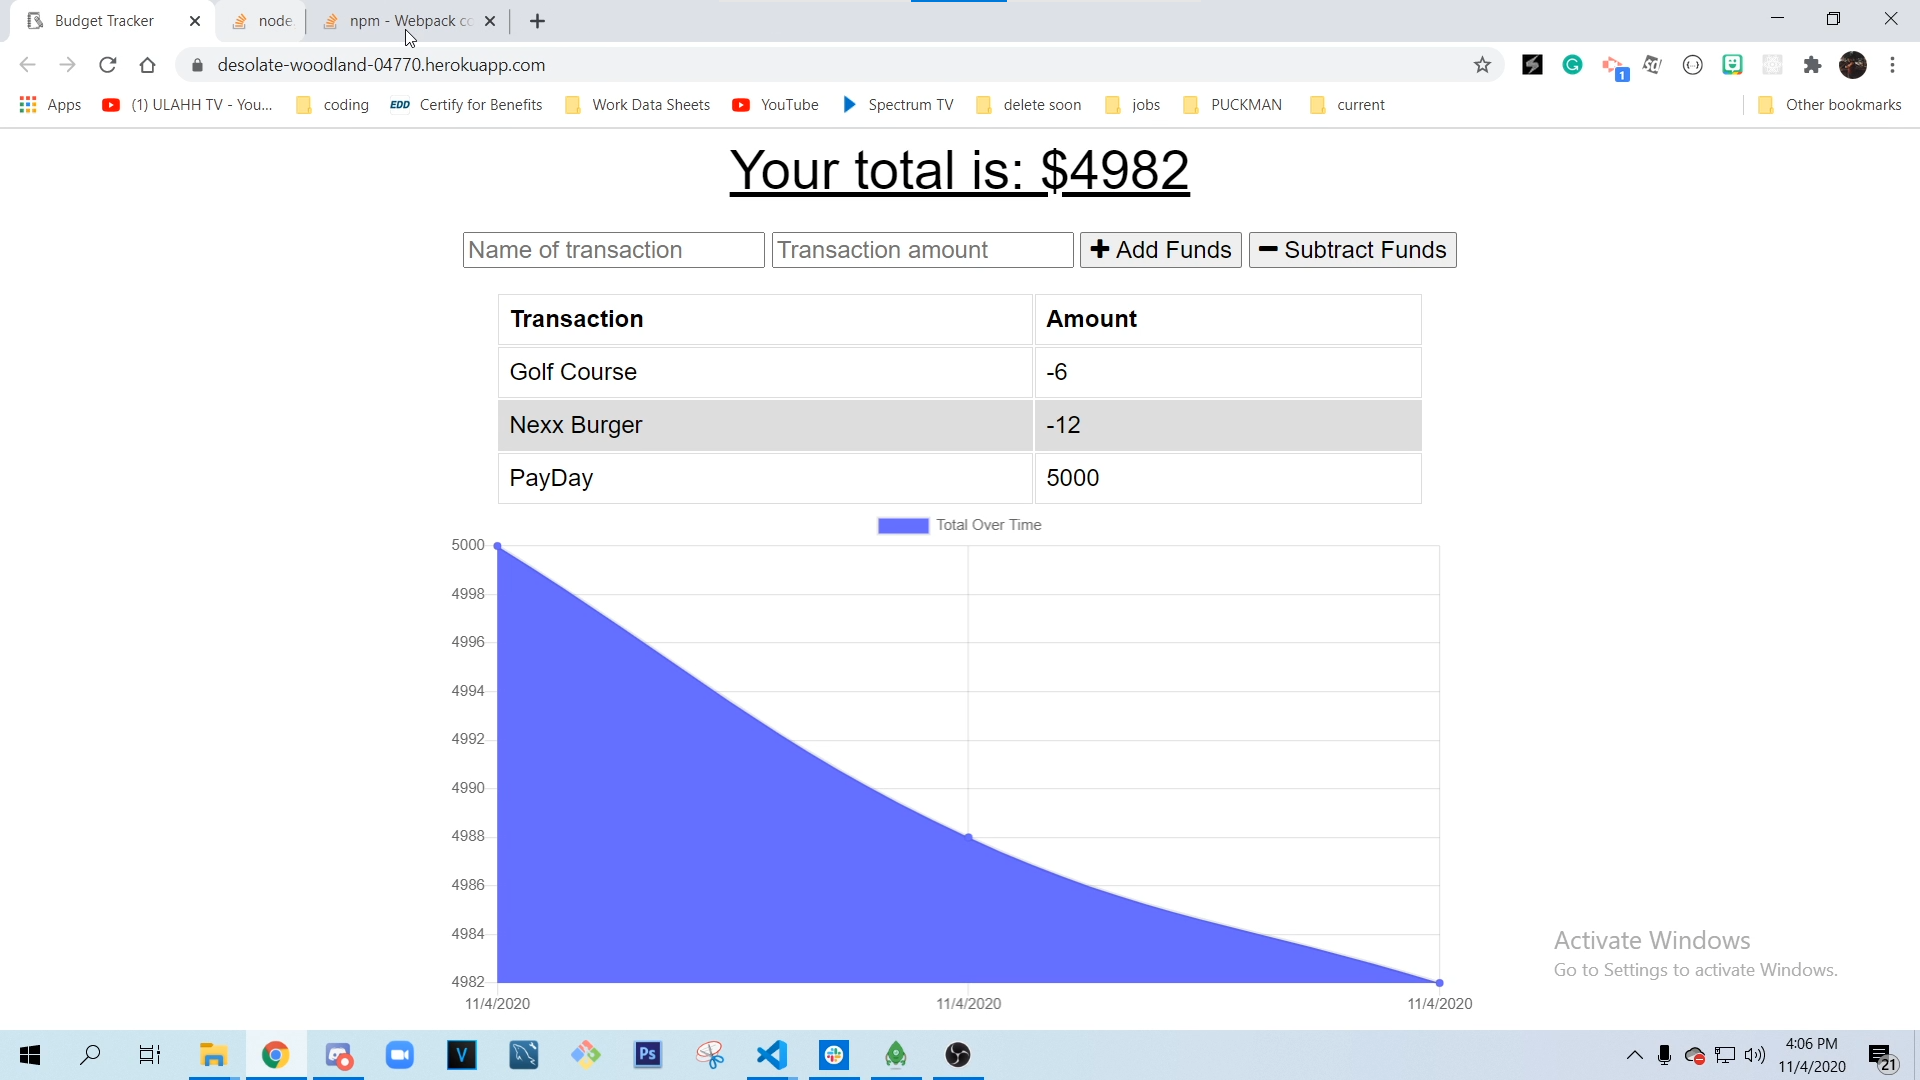 Budget Tracker
node
npm - Webpack co
desolate-woodland-04770.herokuapp.com
1
Apps
(1) ULAHH TV - You...
coding
EDD Certify for Benefits
Work Data Sheets
YouTube
Spectrum TV
delete soon
jobs
PUCKMAN
current
Other bookmarks
Your total is: $4982
Name of transaction
Transaction amount
Add Funds
Subtract Funds
Transaction Amount
Golf Course -6
Nexx Burger -12
PayDay 5000
Total Over Time
5000
4998
4996
4994
4992
4990
4988
4986
4984
4982
11/4/2020 11/4/2020 11/4/2020
Activate Windows
Go to Settings to activate Windows.
V
Ps
4:06 PM
11/4/2020
21